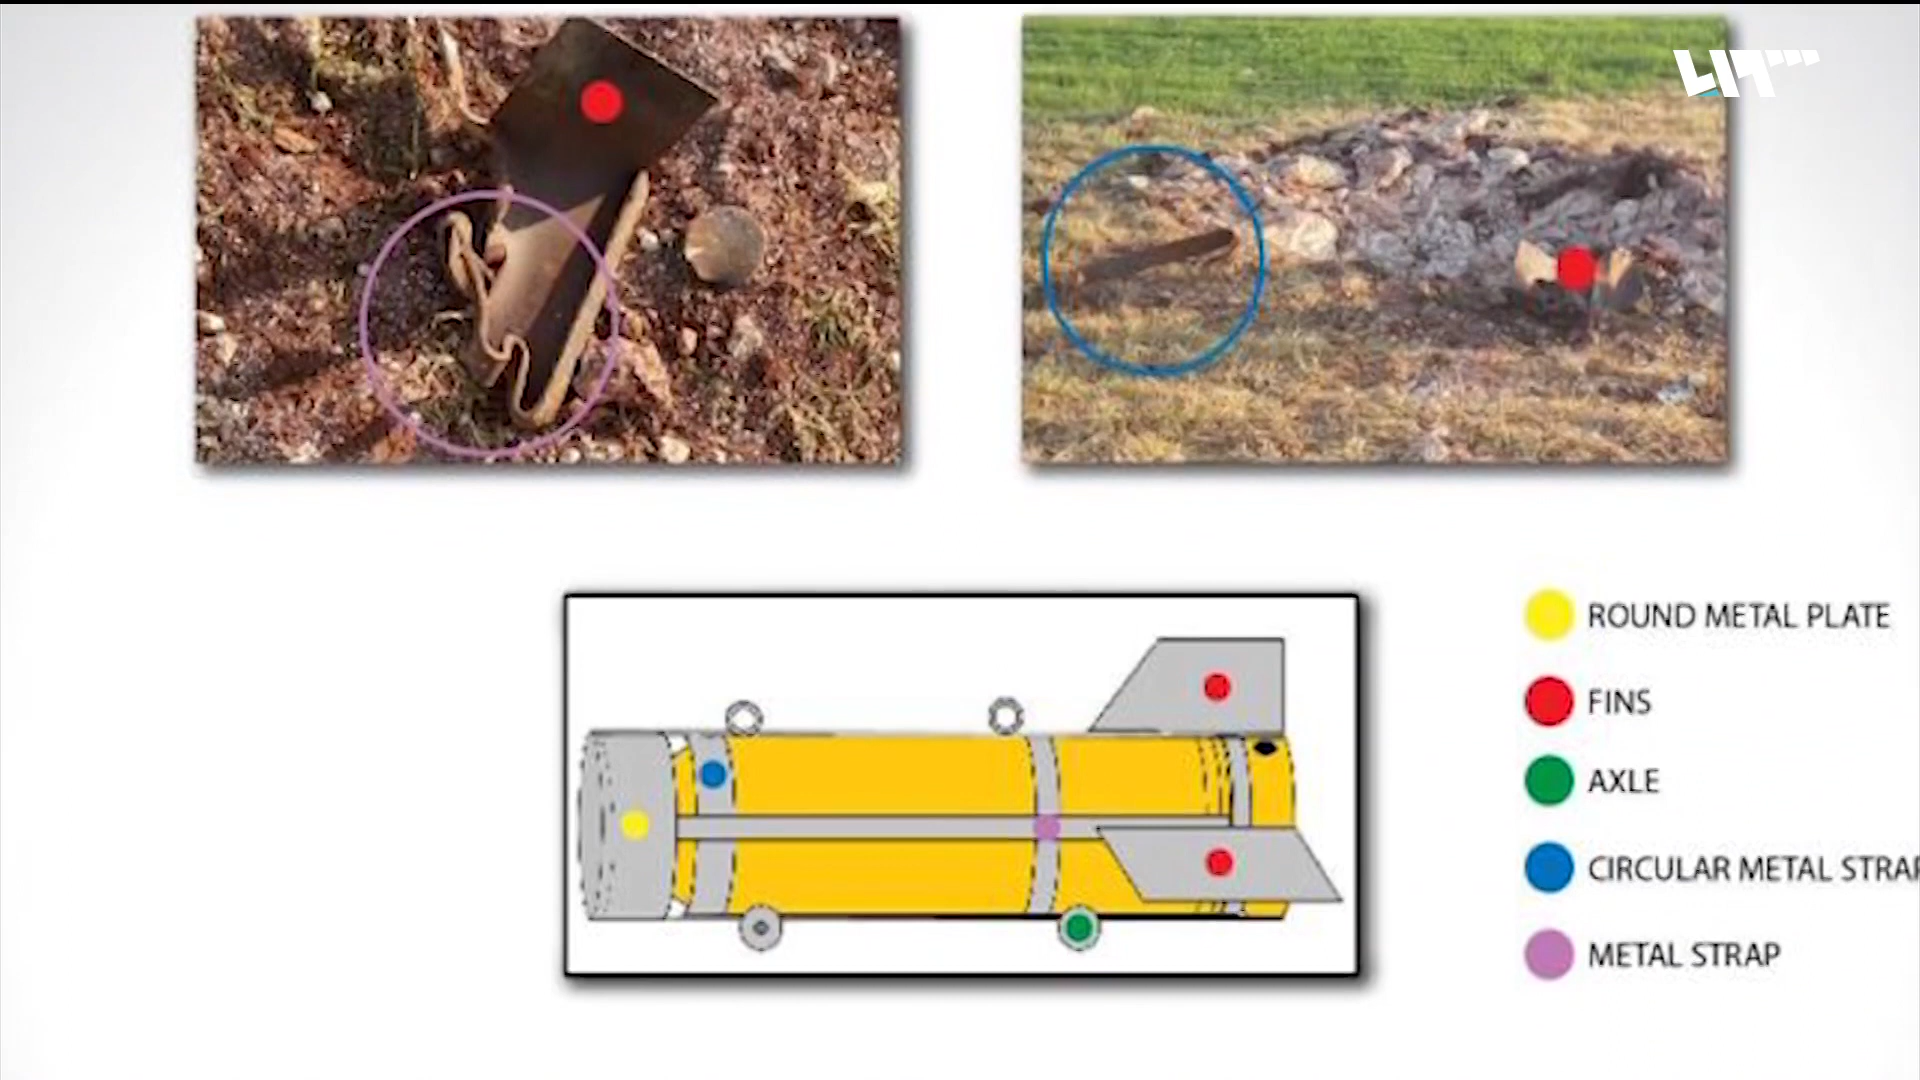 ROUND METAL PLATE
FINS
AXLE
CIRCULAR METAL STRAP
METAL STRAP